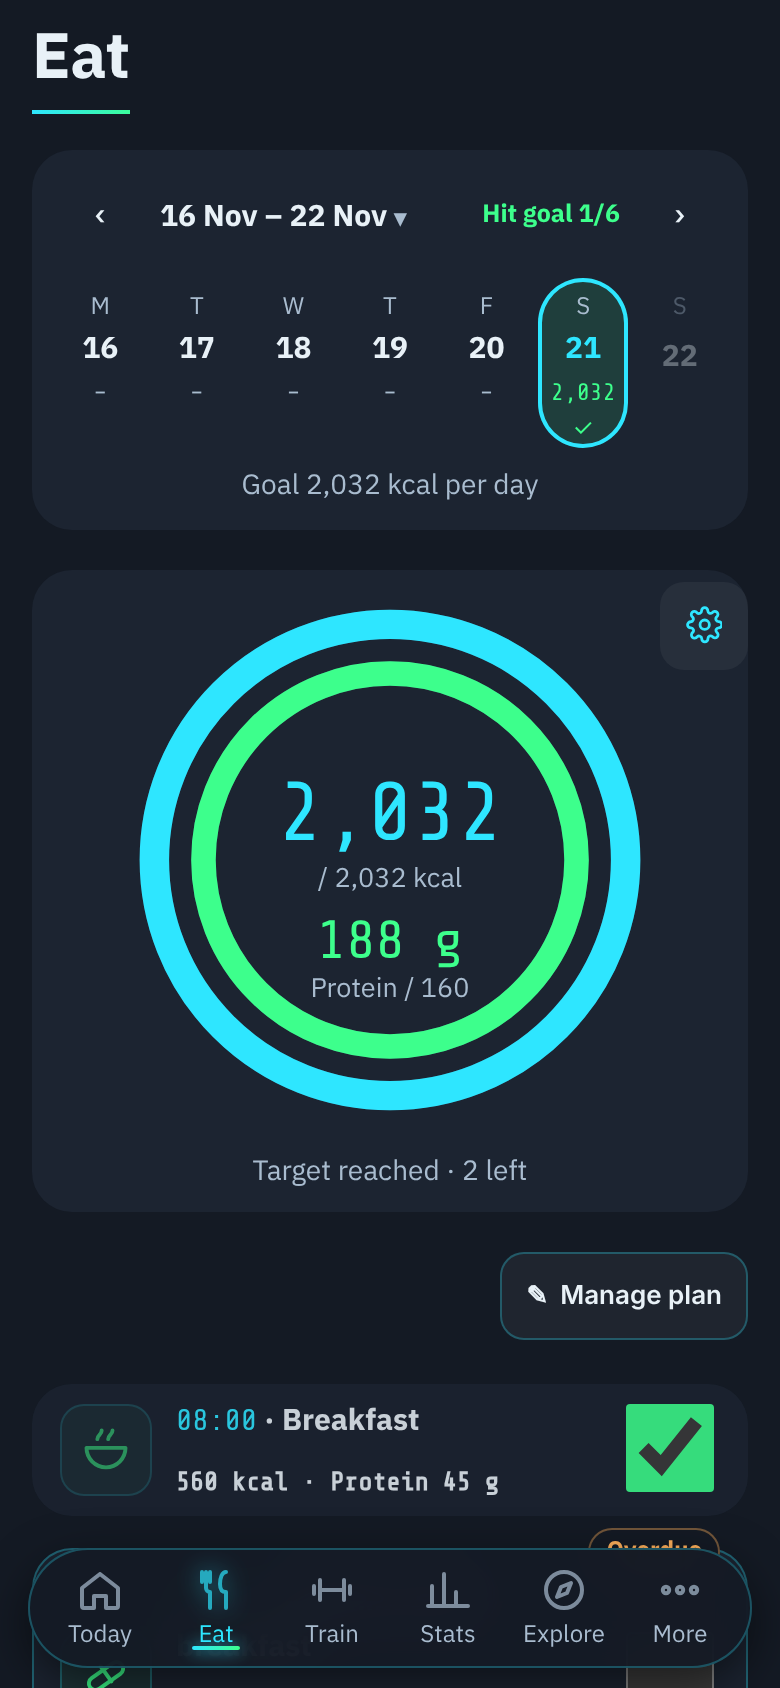 Eat
‹ 16 Nov – 22 Nov ▾ Hit goal 1/6 ›
M T W T F S S
16 17 18 19 20 21 22
– – – – – 2,032
✓
Goal 2,032 kcal per day
2,032
/ 2,032 kcal
188 g
Protein / 160
Target reached · 2 left
✎ Manage plan
08:00 · Breakfast
560 kcal · Protein 45 g
Overdue
Today Eat Train Stats Explore More